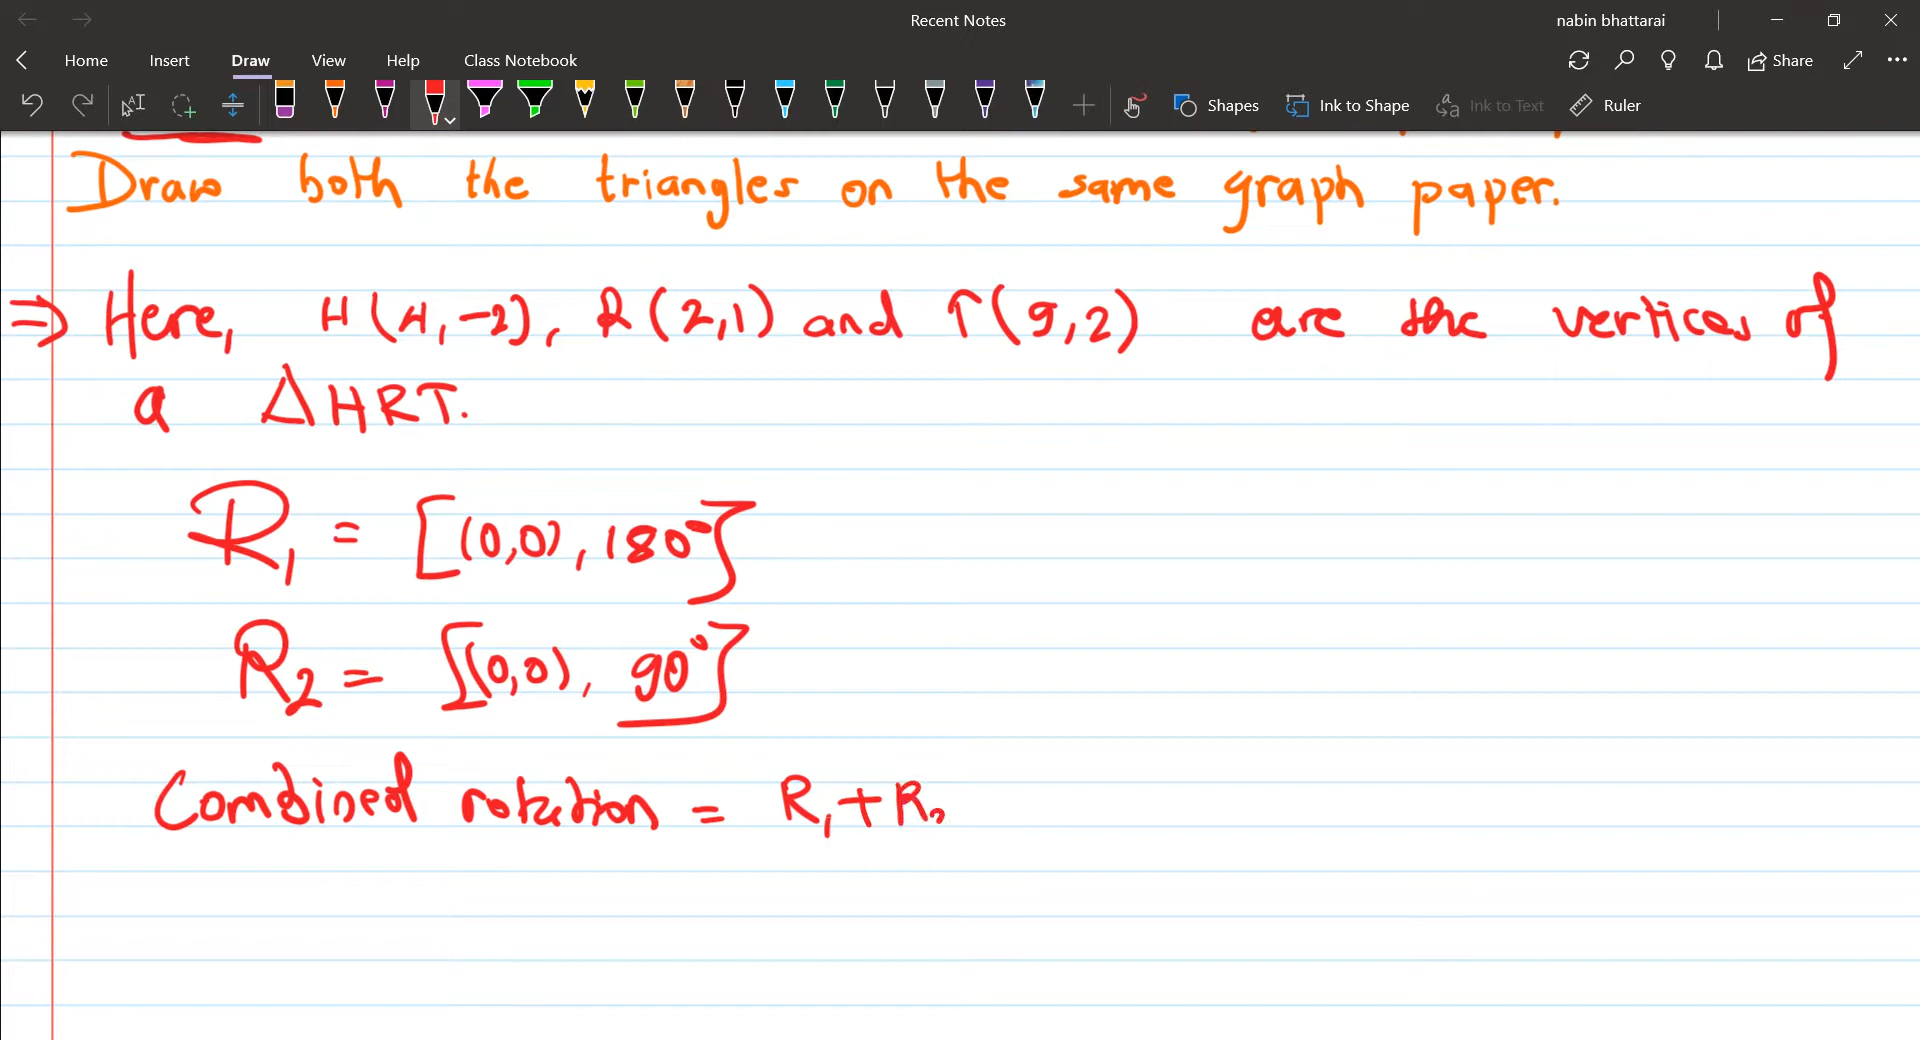 Recent Notes
nabin bhattarai
Home Insert Draw View Help Class Notebook
Share
Shapes Ink to Shape Ink to Text Ruler
Draw both the triangles on the same graph paper.
⇒ Here, H(4,-2), R(2,1) and T(5,2) are the vertices of
a ΔHRT.
R₁ = [(0,0), 180°]
R₂ = [(0,0), 90°]
Combined rotation = R₁+R₂